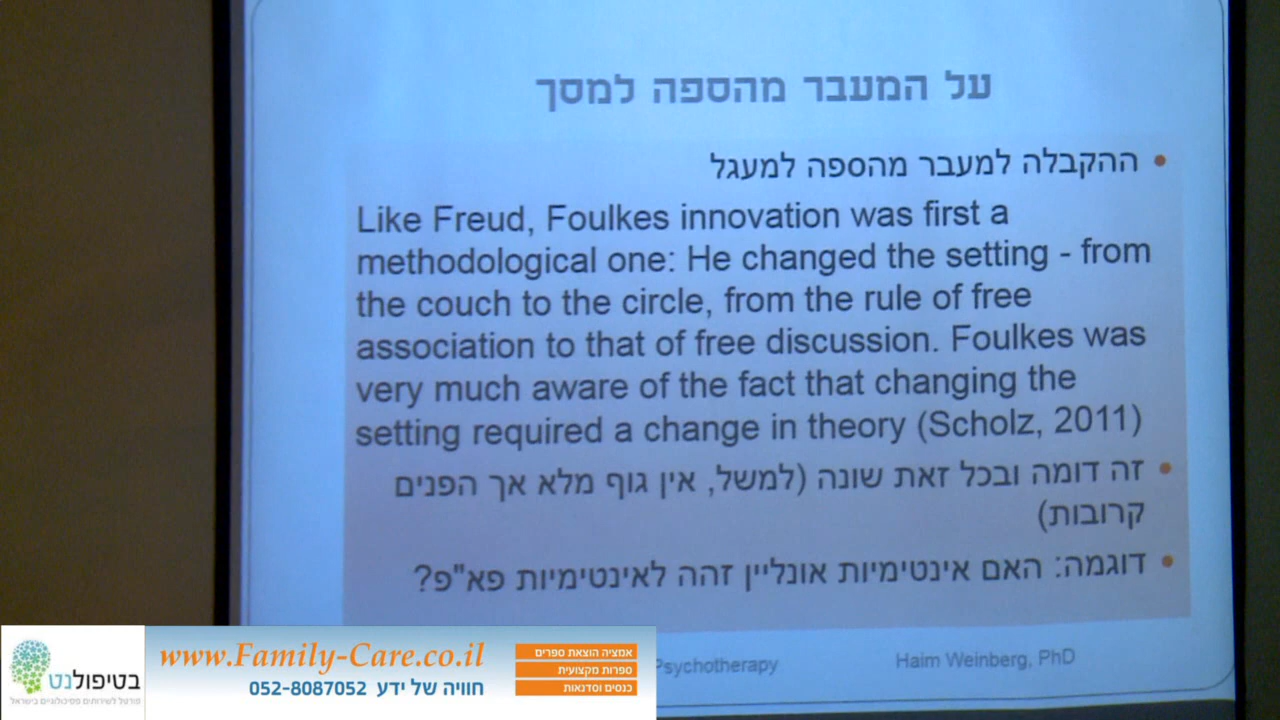 על המעבר מהספה למסך
• ההקבלה למעבר מהספה למעגל
Like Freud, Foulkes innovation was first a
methodological one: He changed the setting - from
the couch to the circle, from the rule of free
association to that of free discussion. Foulkes was
very much aware of the fact that changing the
setting required a change in theory (Scholz, 2011)
• זה דומה ובכל זאת שונה (למשל, אין גוף מלא אך הפנים
קרובות)
• דוגמה: האם אינטימיות אונליין זהה לאינטימיות פא"פ?
Psychotherapy
Haim Weinberg, PhD
בטיפולנט
פורטל לשירותים פסיכולוגיים בישראל
www.Family-Care.co.il
חוויה של ידע 052-8087052
אמציה הוצאת ספרים
ספרות מקצועית
כנסים וסדנאות